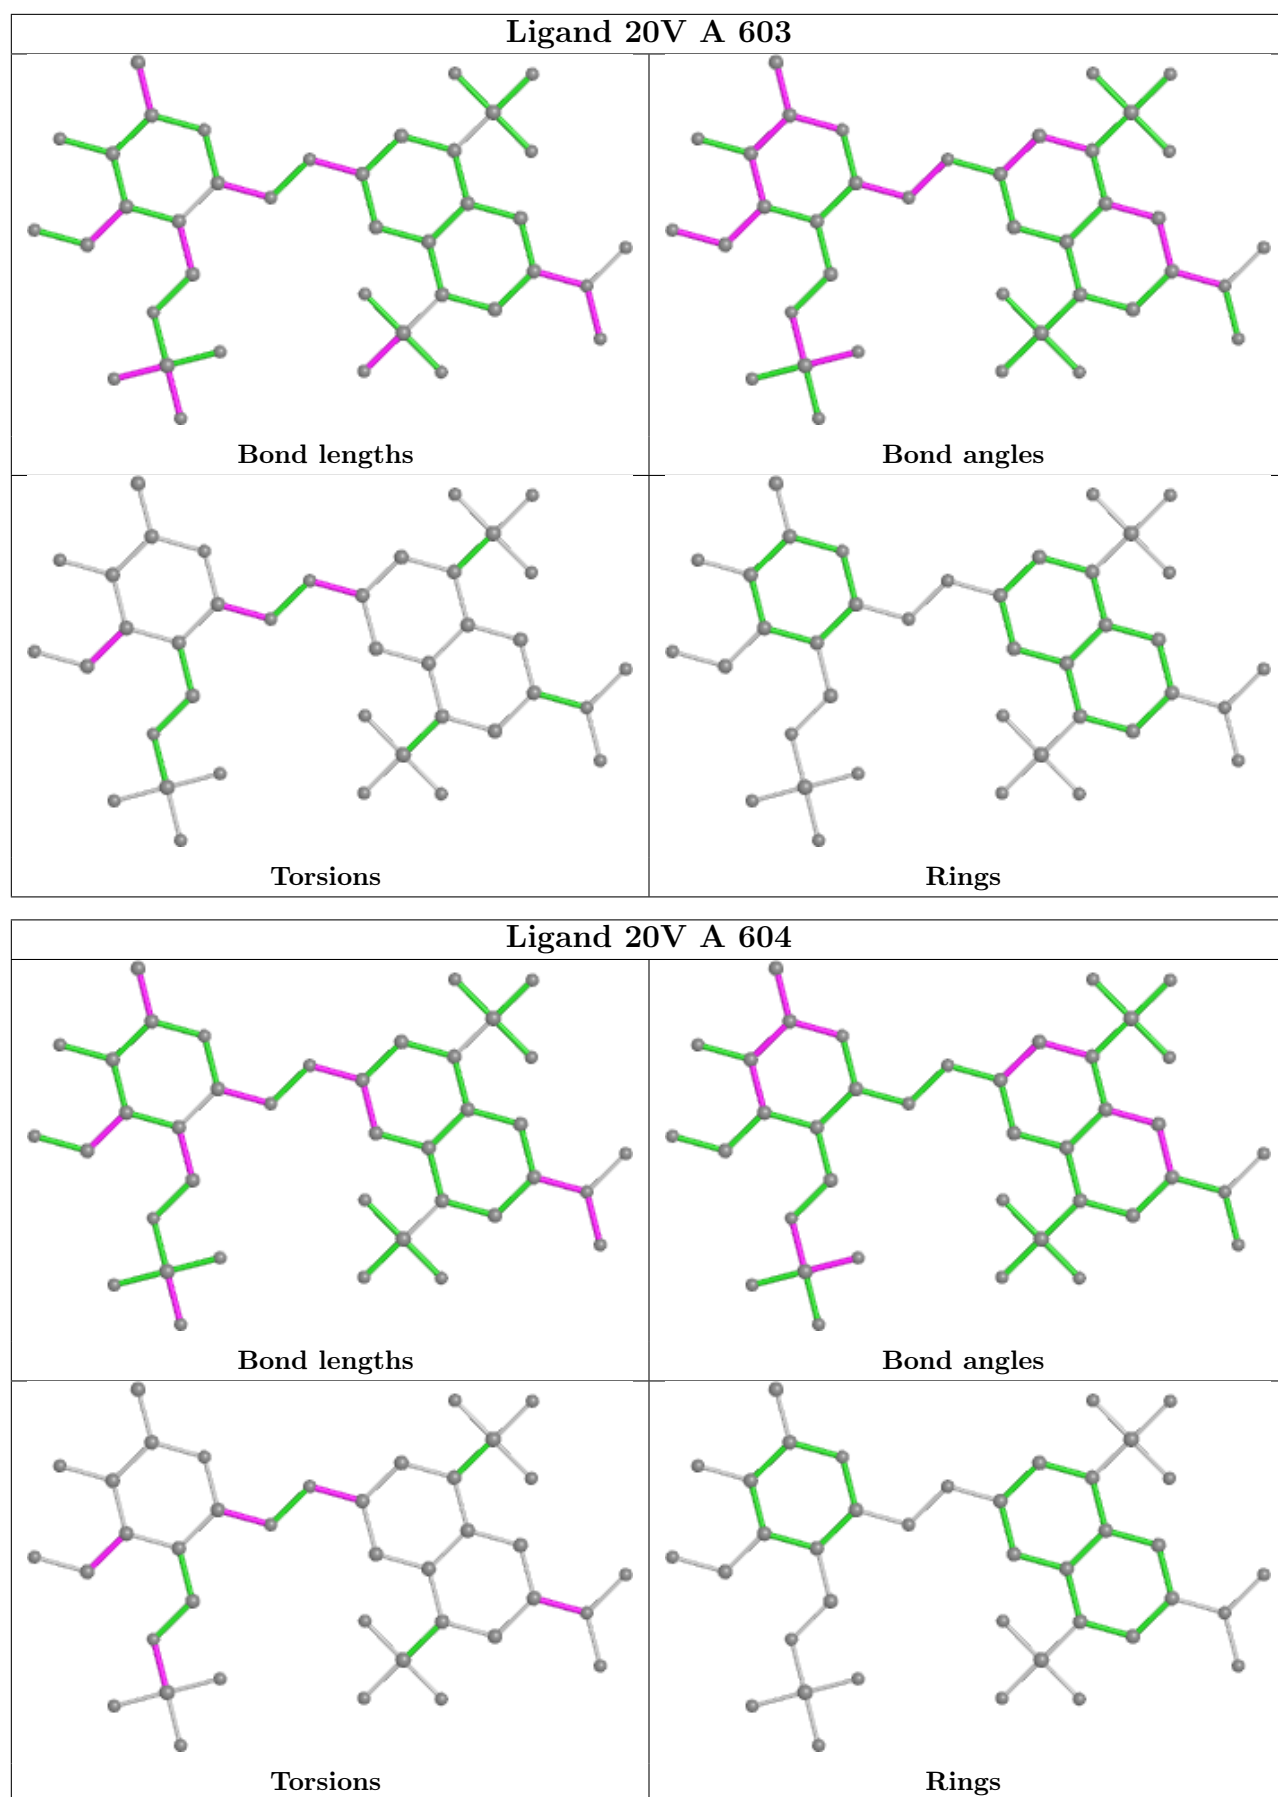 Ligand 20V A 603
Bond lengths
Bond angles
Torsions
Rings
Ligand 20V A 604
Bond lengths
Bond angles
Torsions
Rings